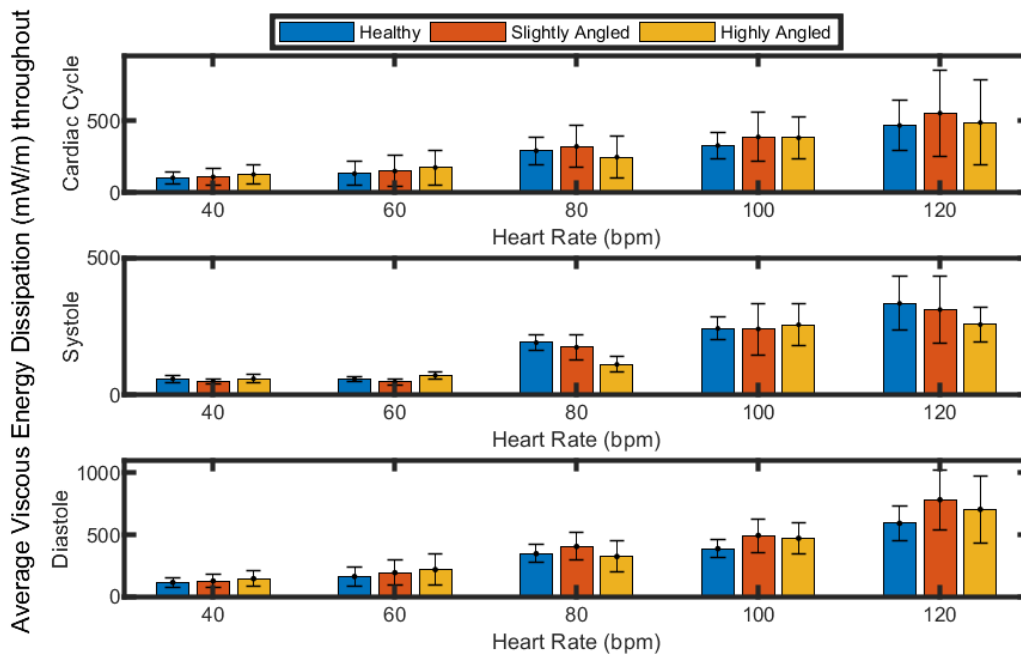 Healthy Slightly Angled Highly Angled
Average Viscous Energy Dissipation (mW/m) throughout
Cardiac Cycle
500
0
40 60 80 100 120
Heart Rate (bpm)
Systole
500
0
40 60 80 100 120
Heart Rate (bpm)
Diastole
1000
500
0
40 60 80 100 120
Heart Rate (bpm)